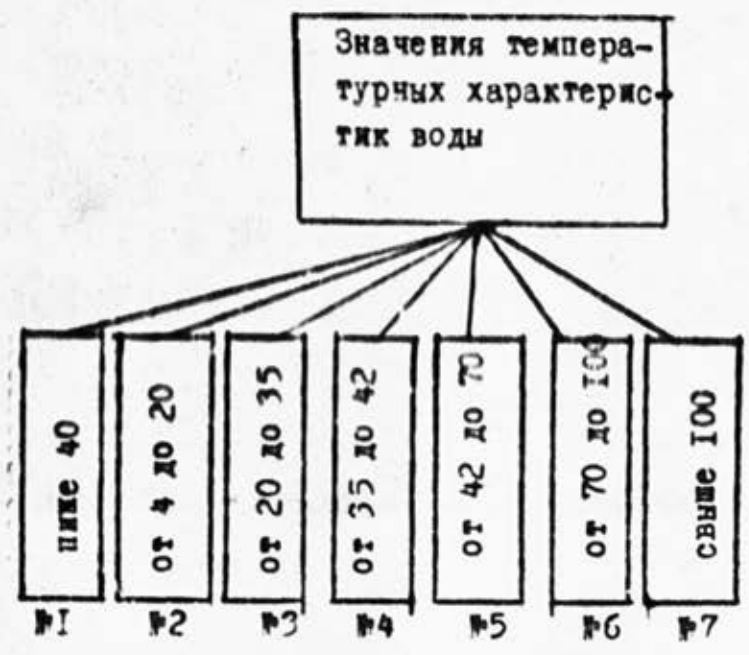 Значения темпера-
турных характерис-
тик воды
ниже 40
от 4 до 20
от 20 до 35
от 35 до 42
от 42 до 70
от 70 до I00
свыше I00
№I
№2
№3
№4
№5
№6
№7